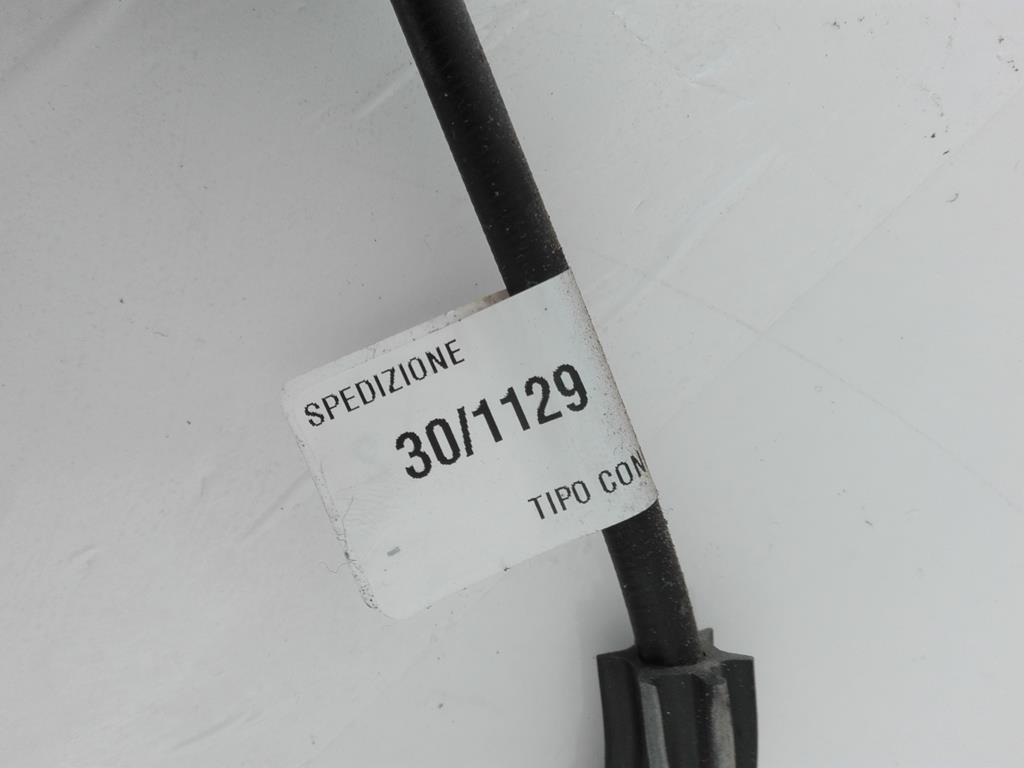 SPEDIZIONE
30/1129
TIPO CON